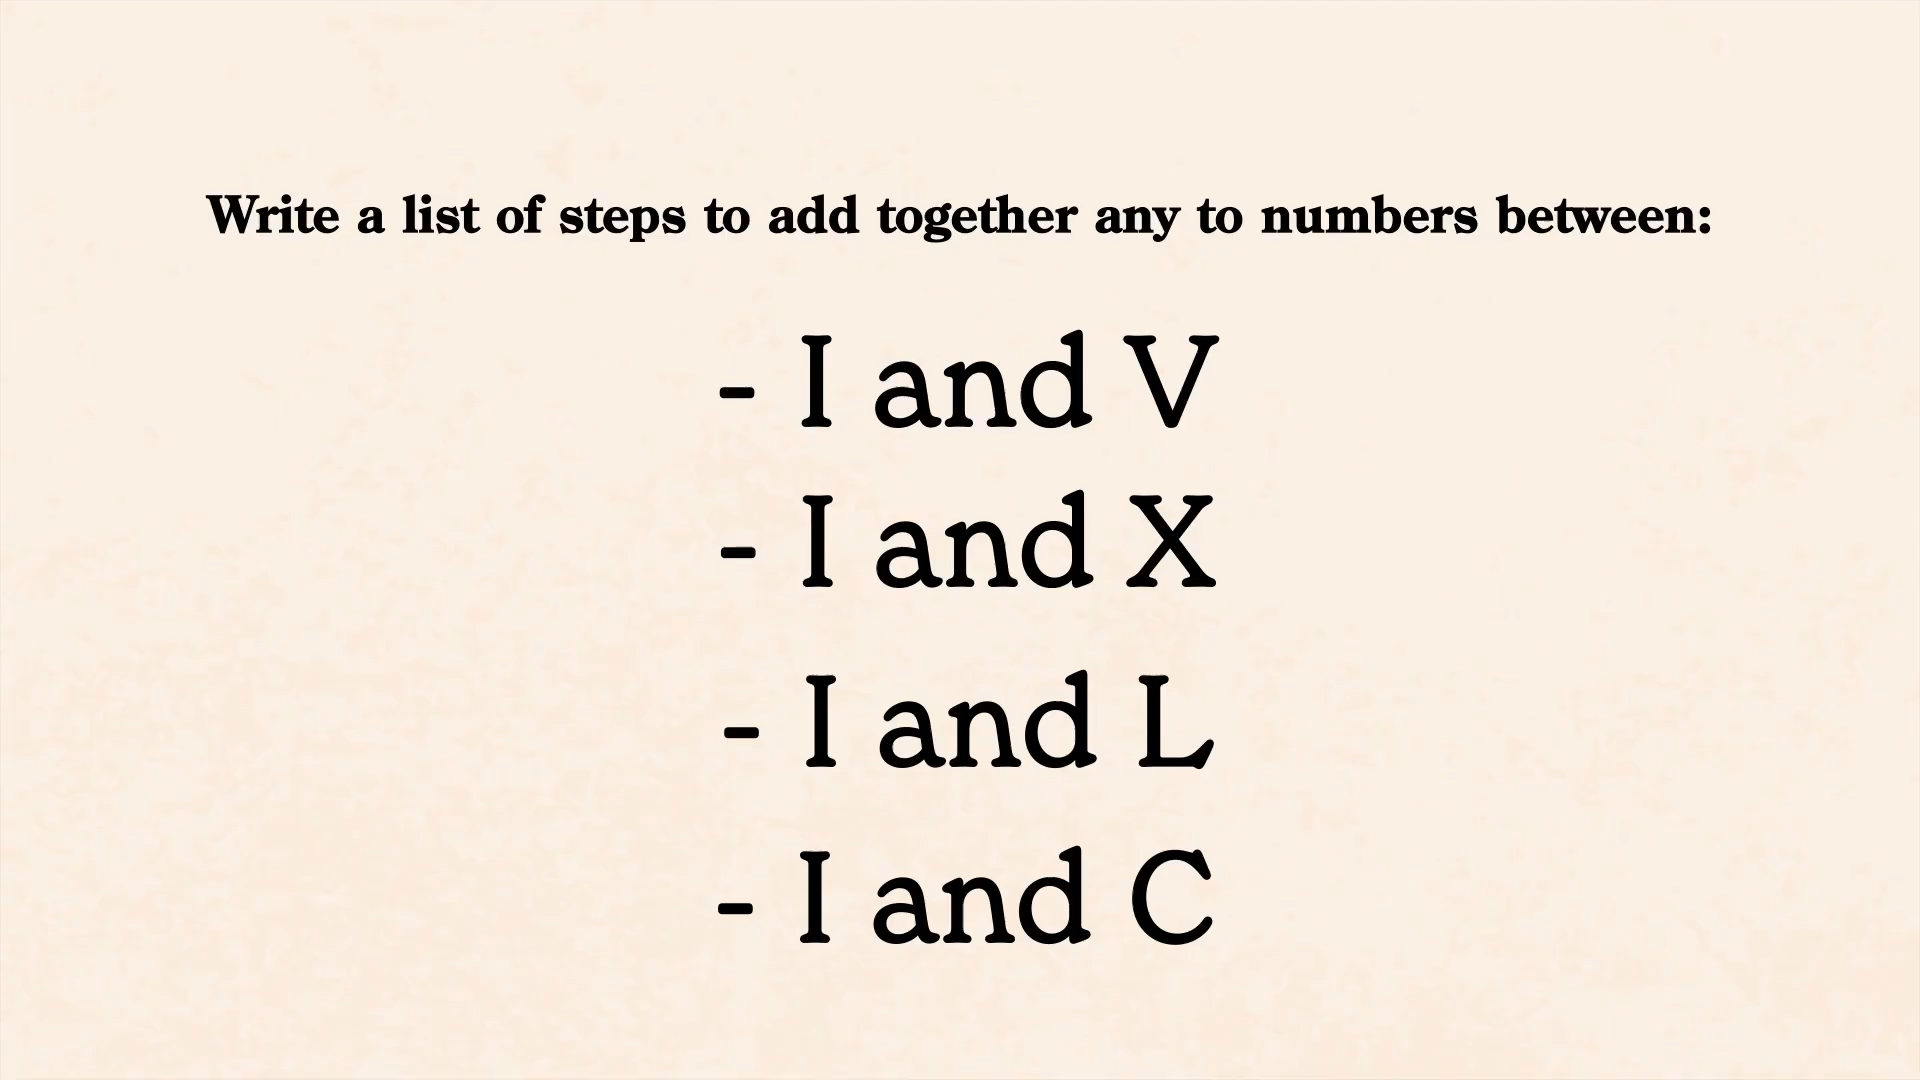 Write a list of steps to add together any to numbers between:
- I and V
- I and X
- I and L
- I and C